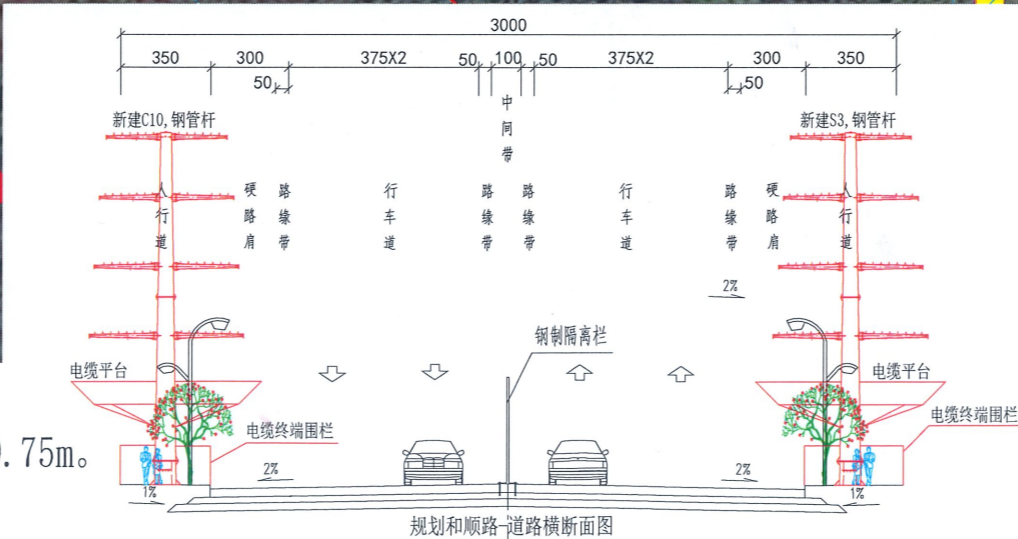 3000
350 300 375X2 50 100 50 375X2 300 350
50 50
新建C10,钢管杆
中间带
新建S3,钢管杆
人行道
硬路肩
路缘带
行车道
路缘带
路缘带
行车道
路缘带
硬路肩
人行道
2%
钢制隔离栏
电缆平台
电缆平台
电缆终端围栏
电缆终端围栏
.75m。
2%
2%
1%
1%
规划和顺路-道路横断面图